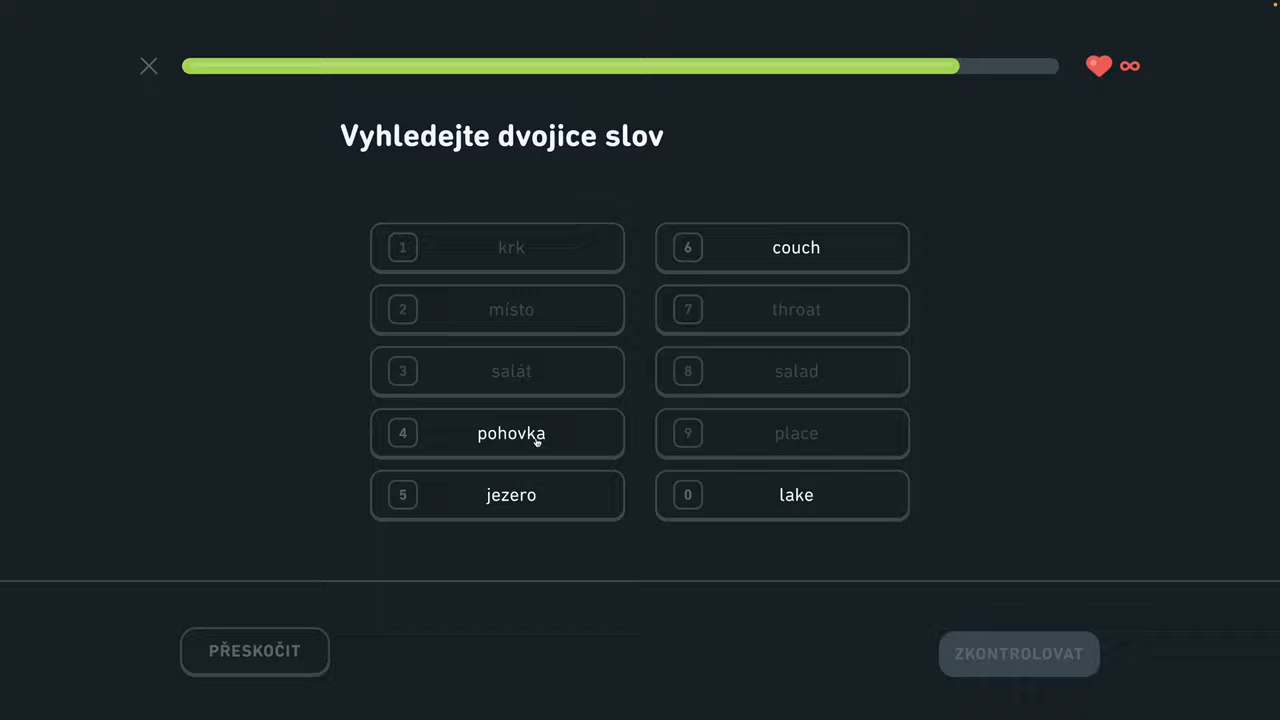 Vyhledejte dvojice slov
1 krk
6 couch
2 místo
7 throat
3 salát
8 salad
4 pohovka
9 place
5 jezero
0 lake
PŘESKOČIT
ZKONTROLOVAT